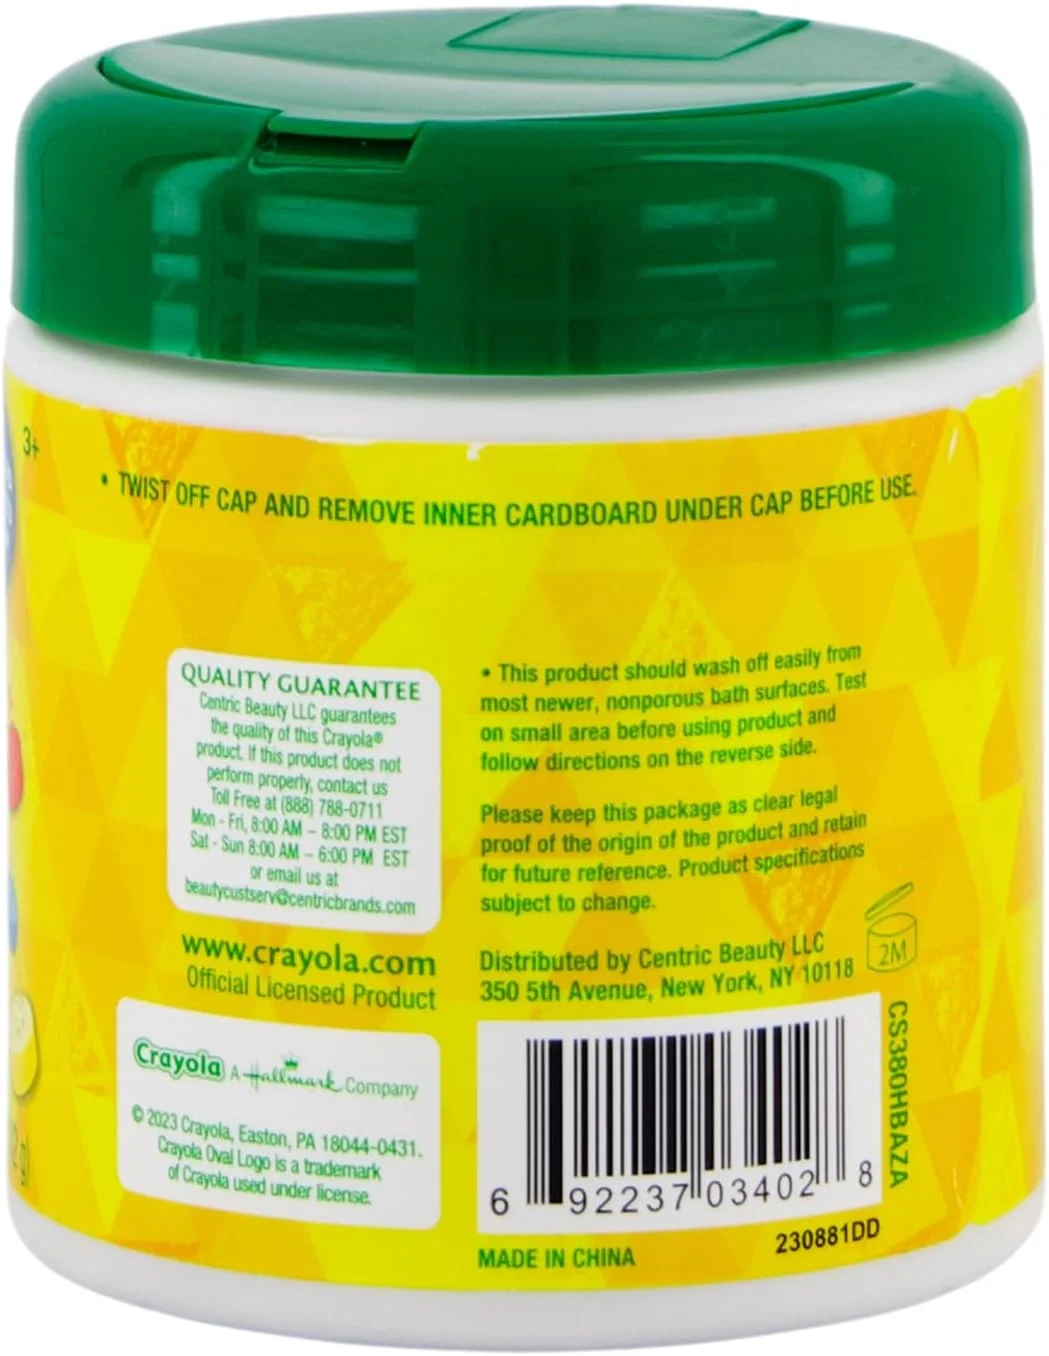 3+
• TWIST OFF CAP AND REMOVE INNER CARDBOARD UNDER CAP BEFORE USE.
QUALITY GUARANTEE
Centric Beauty LLC guarantees
the quality of this Crayola®
product. If this product does not
perform properly, contact us
Toll Free at (888) 788-0711
Mon - Fri, 8:00 AM – 8:00 PM EST
Sat - Sun 8:00 AM – 6:00 PM EST
or email us at
beautycustserv@centricbrands.com
www.crayola.com
Official Licensed Product
Crayola A Hallmark Company
© 2023 Crayola, Easton, PA 18044-0431.
Crayola Oval Logo is a trademark
of Crayola used under license.
• This product should wash off easily from
most newer, nonporous bath surfaces. Test
on small area before using product and
follow directions on the reverse side.
Please keep this package as clear legal
proof of the origin of the product and retain
for future reference. Product specifications
subject to change.
Distributed by Centric Beauty LLC
350 5th Avenue, New York, NY 10118
2M
CS380HBAZA
6 92237 03402 8
MADE IN CHINA
230881DD